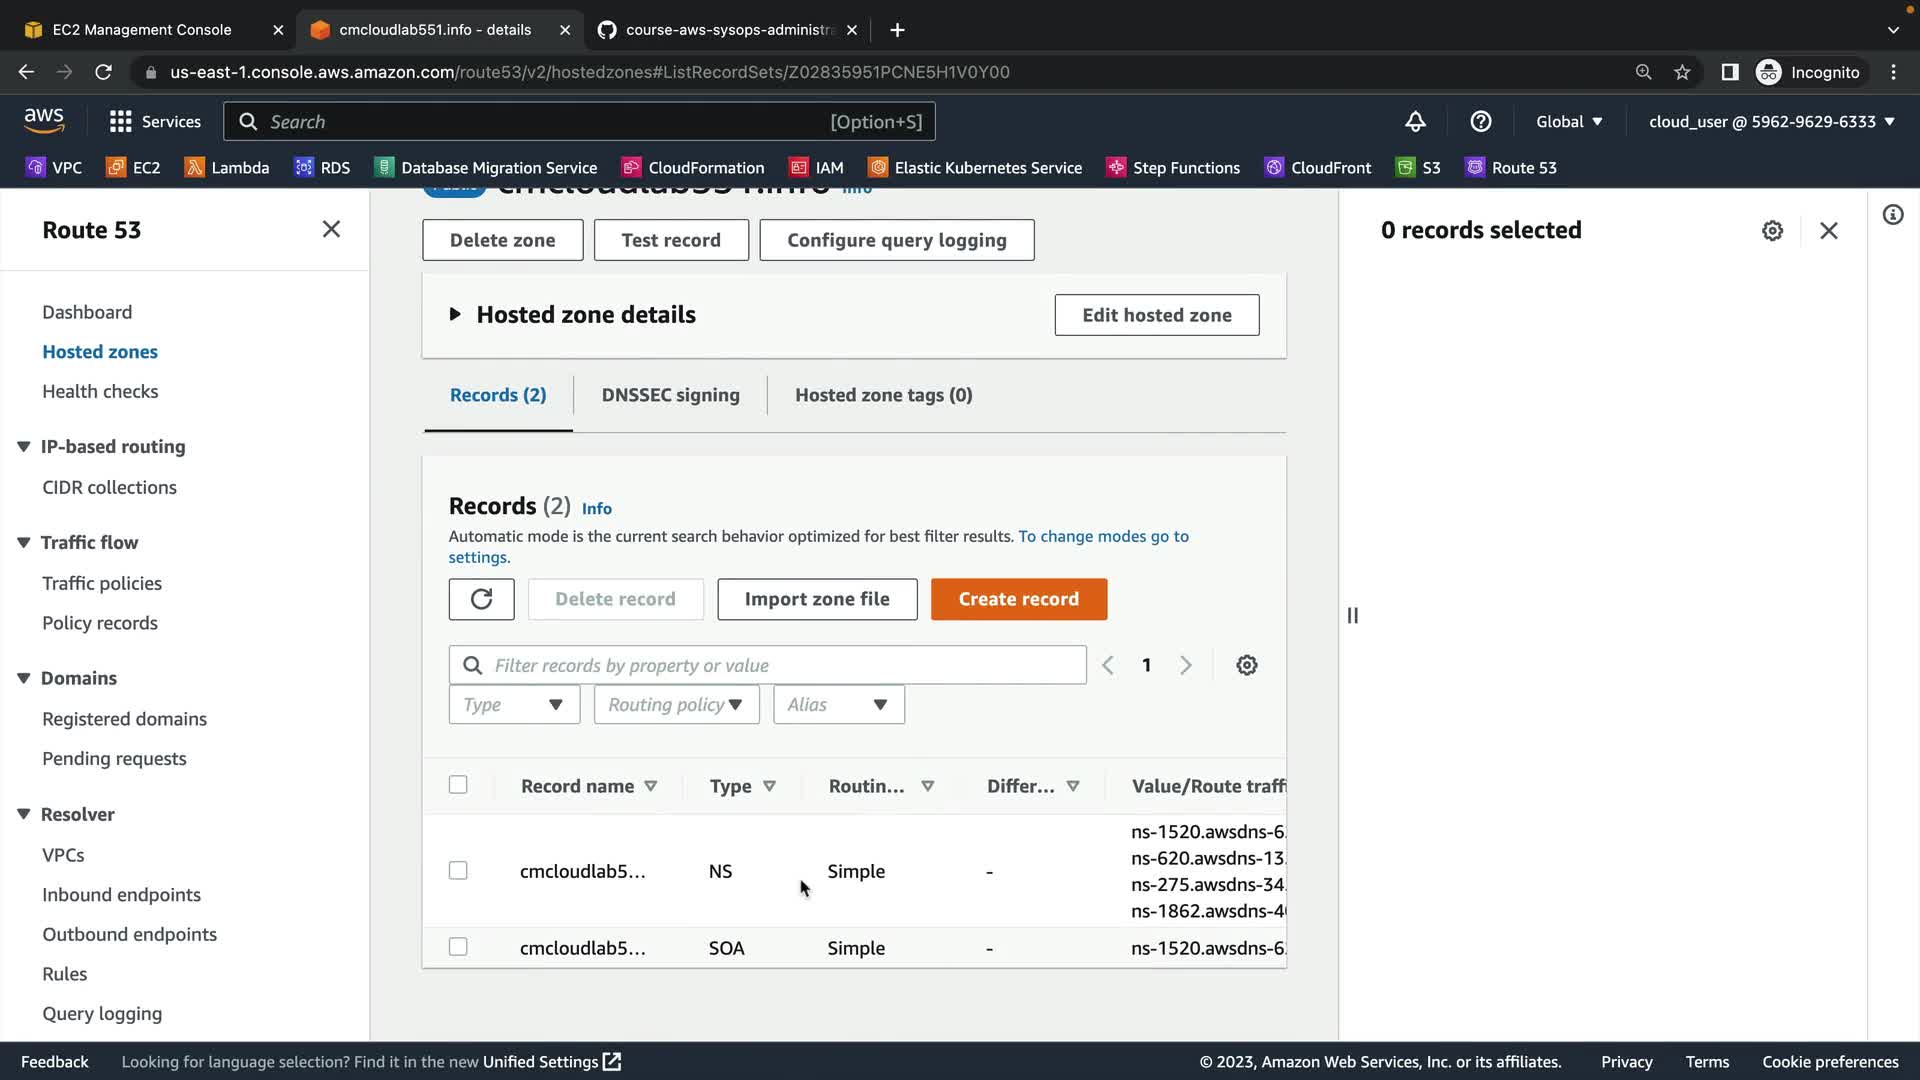 EC2 Management Console
cmcloudlab551.info - details
course-aws-sysops-administra
us-east-1.console.aws.amazon.com/route53/v2/hostedzones#ListRecordSets/Z02835951PCNE5H1V0Y00
Incognito
aws
Services
Search
[Option+S]
Global
cloud_user @ 5962-9629-6333
VPC
EC2
Lambda
RDS
Database Migration Service
CloudFormation
IAM
Elastic Kubernetes Service
Step Functions
CloudFront
S3
Route 53
Public
cmcloudlab551.info
Info
Route 53
Dashboard
Hosted zones
Health checks
IP-based routing
CIDR collections
Traffic flow
Traffic policies
Policy records
Domains
Registered domains
Pending requests
Resolver
VPCs
Inbound endpoints
Outbound endpoints
Rules
Query logging
Delete zone
Test record
Configure query logging
Hosted zone details
Edit hosted zone
Records (2)
DNSSEC signing
Hosted zone tags (0)
Records (2) Info
Automatic mode is the current search behavior optimized for best filter results. To change modes go to
settings.
Delete record
Import zone file
Create record
Filter records by property or value
1
Type
Routing policy
Alias
Record name
Type
Routin...
Differ...
Value/Route traffi
cmcloudlab5...
NS
Simple
-
ns-1520.awsdns-6
ns-620.awsdns-13.
ns-275.awsdns-34.
ns-1862.awsdns-4
cmcloudlab5...
SOA
Simple
-
ns-1520.awsdns-6
0 records selected
Feedback
Looking for language selection? Find it in the new Unified Settings
© 2023, Amazon Web Services, Inc. or its affiliates.
Privacy
Terms
Cookie preferences